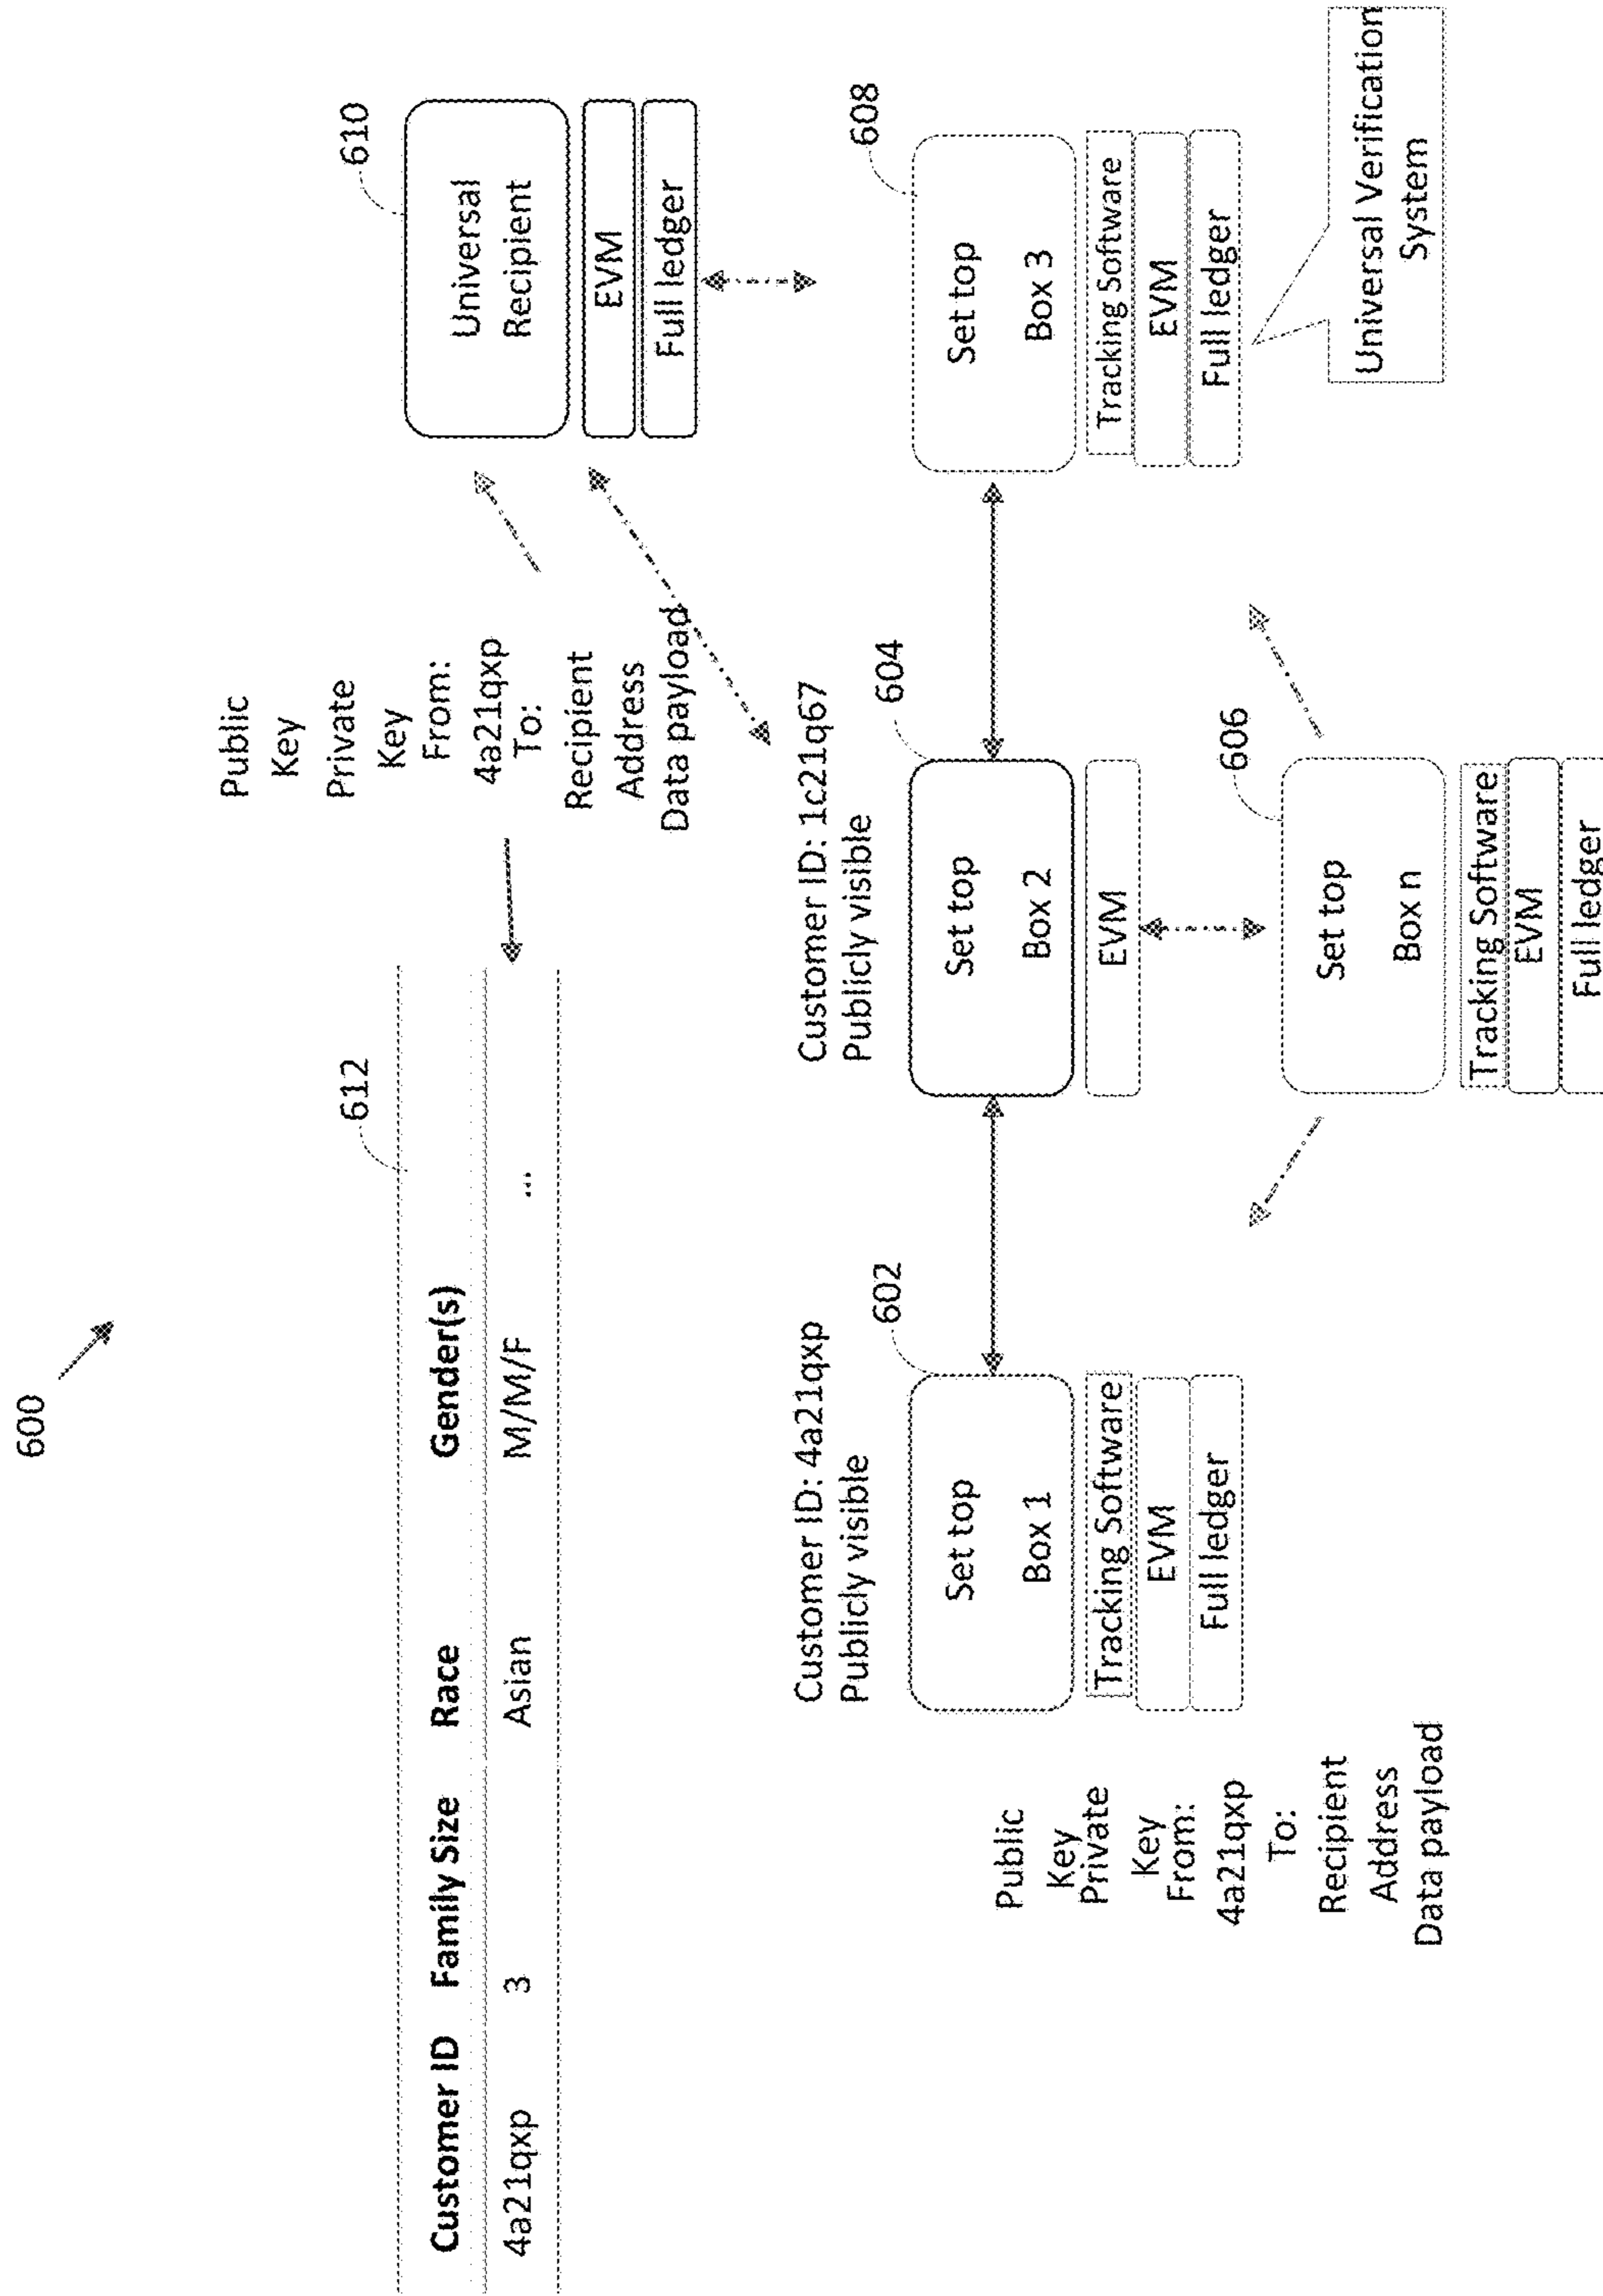 600
612
Customer ID Family Size Race Gender(s)
4a21qxp 3 Asian M/M/F ...
Public
Key
Private
Key
From:
4a21qxp
To:
Recipient
Address
Data payload
610
Universal
Recipient
EVM
Full ledger
Customer ID: 4a21qxp
Publicly visible
602
Set top
Box 1
Tracking Software
EVM
Full ledger
Public
Key
Private
Key
From:
4a21qxp
To:
Recipient
Address
Data payload
Customer ID: 1c21q67
Publicly visible
604
Set top
Box 2
EVM
608
Set top
Box 3
Tracking Software
EVM
Full ledger
606
Set top
Box n
Tracking Software
EVM
Full ledger
Universal Verification
System